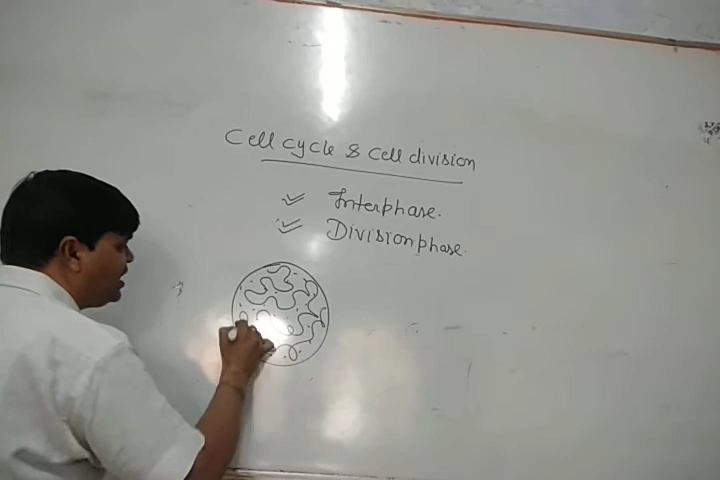 Cell cycle & Cell division
Interphase.
Division phase.